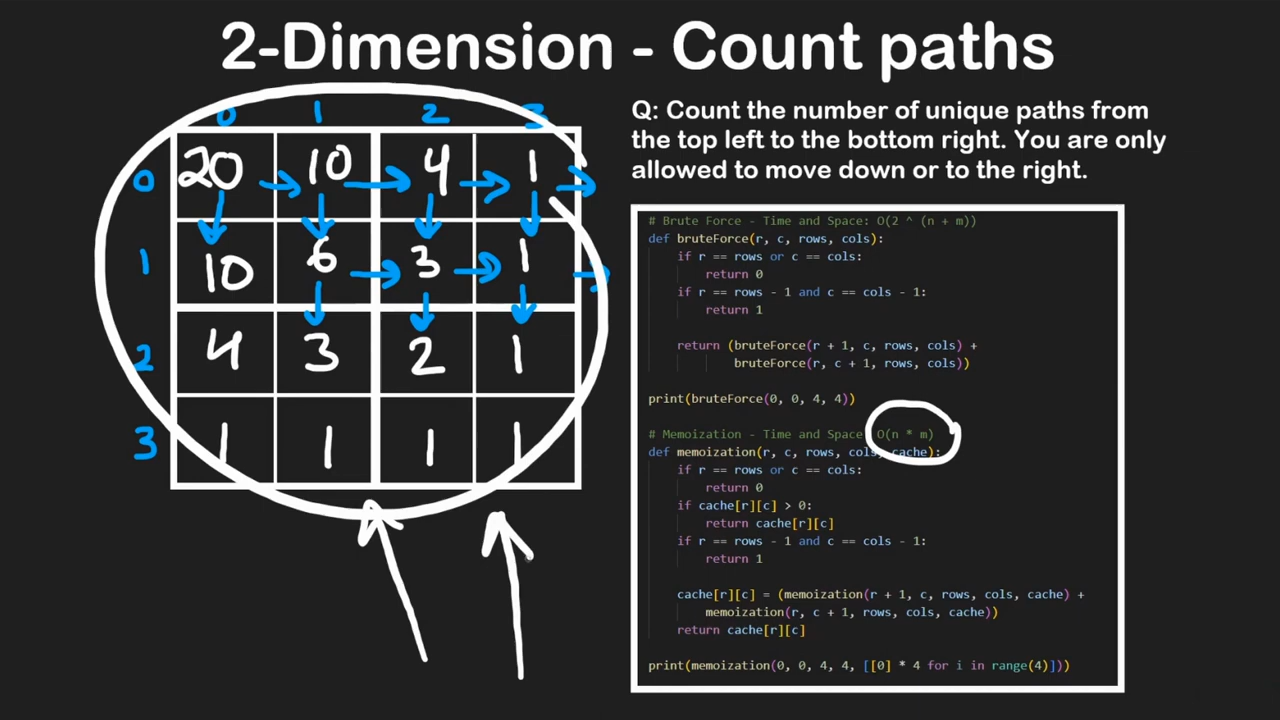 2-Dimension - Count paths
0 1 2 3
0 20 10 4 1
1 10 6 3 1
2 4 3 2 1
3 1 1 1 1
Q: Count the number of unique paths from
the top left to the bottom right. You are only
allowed to move down or to the right.
# Brute Force - Time and Space: O(2 ^ (n + m))
def bruteForce(r, c, rows, cols):
    if r == rows or c == cols:
        return 0
    if r == rows - 1 and c == cols - 1:
        return 1
    return (bruteForce(r + 1, c, rows, cols) +
            bruteForce(r, c + 1, rows, cols))
print(bruteForce(0, 0, 4, 4))
# Memoization - Time and Space: O(n * m)
def memoization(r, c, rows, cols, cache):
    if r == rows or c == cols:
        return 0
    if cache[r][c] > 0:
        return cache[r][c]
    if r == rows - 1 and c == cols - 1:
        return 1
    cache[r][c] = (memoization(r + 1, c, rows, cols, cache) +
        memoization(r, c + 1, rows, cols, cache))
    return cache[r][c]
print(memoization(0, 0, 4, 4, [[0] * 4 for i in range(4)]))